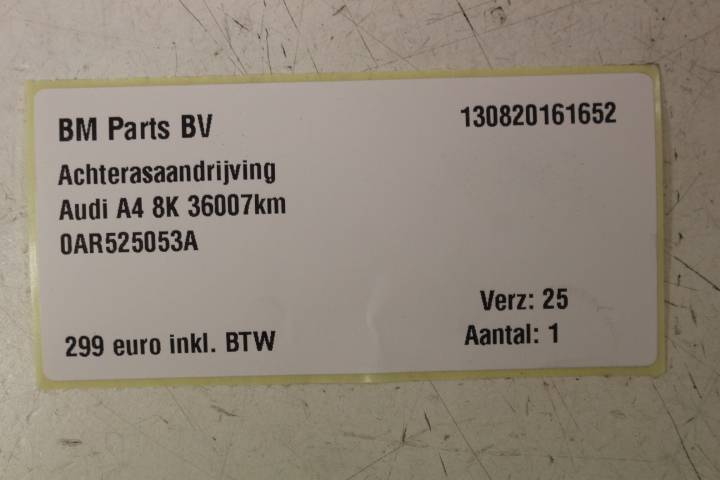 BM Parts BV
130820161652
Achterasaandrijving
Audi A4 8K 36007km
0AR525053A
Verz: 25
299 euro inkl. BTW
Aantal: 1